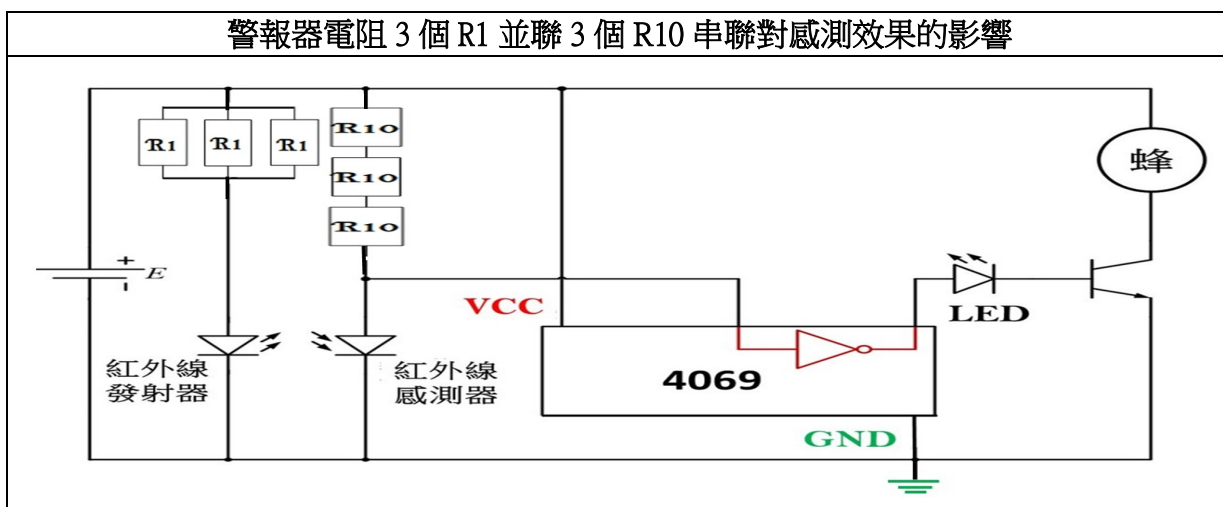 警報器電阻 3 個 R1 並聯 3 個 R10 串聯對感測效果的影響
R1 R1 R1
R10
R10
R10
蜂
+
E
-
VCC
LED
紅外線
發射器
紅外線
感測器
4069
GND